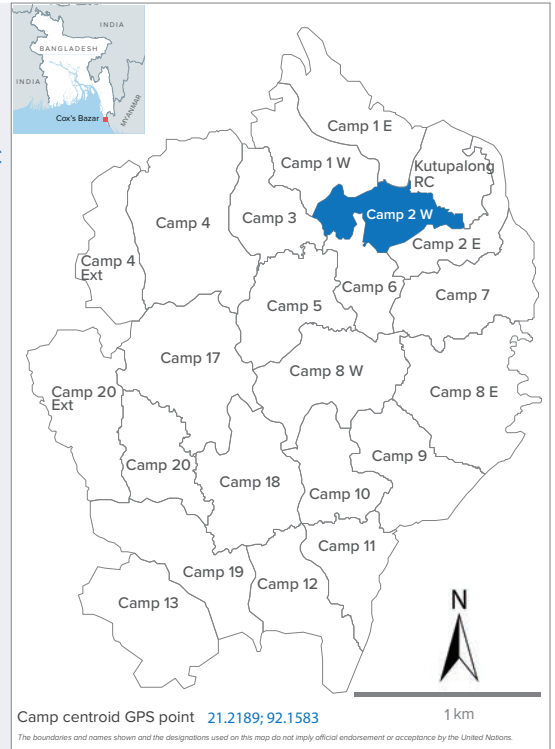 INDIA
BANGLADESH
INDIA
MYANMAR
Cox's Bazar
Camp 1 E
Camp 1 W
Kutupalong
RC
Camp 4
Camp 3
Camp 2 W
Camp 2 E
Camp 4
Ext
Camp 6
Camp 7
Camp 5
Camp 17
Camp 8 W
Camp 20
Ext
Camp 8 E
Camp 20
Camp 9
Camp 18
Camp 10
Camp 11
Camp 19
Camp 12
Camp 13
N
Camp centroid GPS point 21.2189; 92.1583
1 km
The boundaries and names shown and the designations used on this map do not imply official endorsement or acceptance by the United Nations.